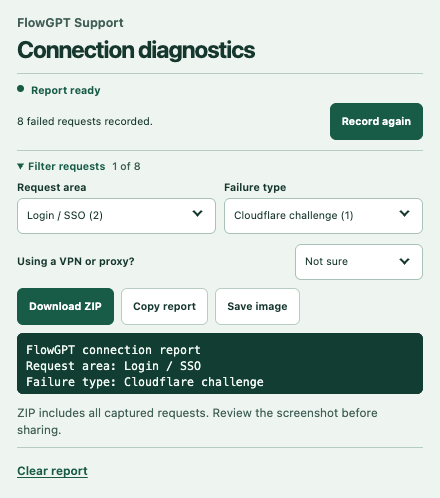 FlowGPT Support
Connection diagnostics
Report ready
8 failed requests recorded.
Record again
Filter requests 1 of 8
Request area
Failure type
Login / SSO (2)
Cloudflare challenge (1)
Using a VPN or proxy?
Not sure
Download ZIP
Copy report
Save image
FlowGPT connection report
Request area: Login / SSO
Failure type: Cloudflare challenge
ZIP includes all captured requests. Review the screenshot before
sharing.
Clear report